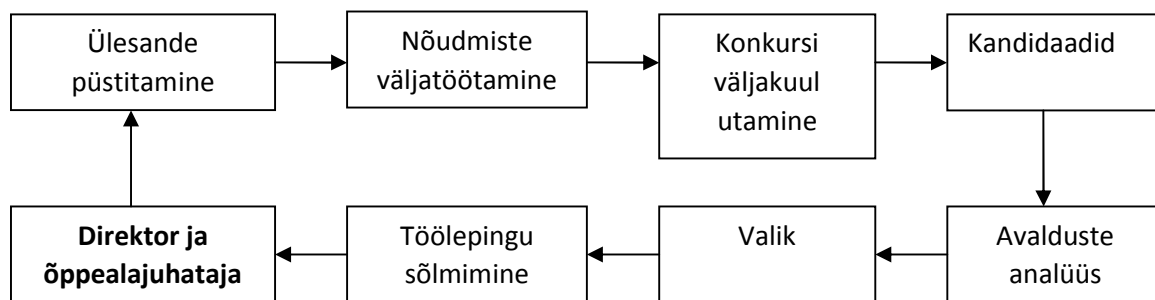 Ülesande
püstitamine
Nõudmiste
väljatöötamine
Konkursi
väljakuul
utamine
Kandidaadid
Direktor ja
õppealajuhataja
Töölepingu
sõlmimine
Valik
Avalduste
analüüs